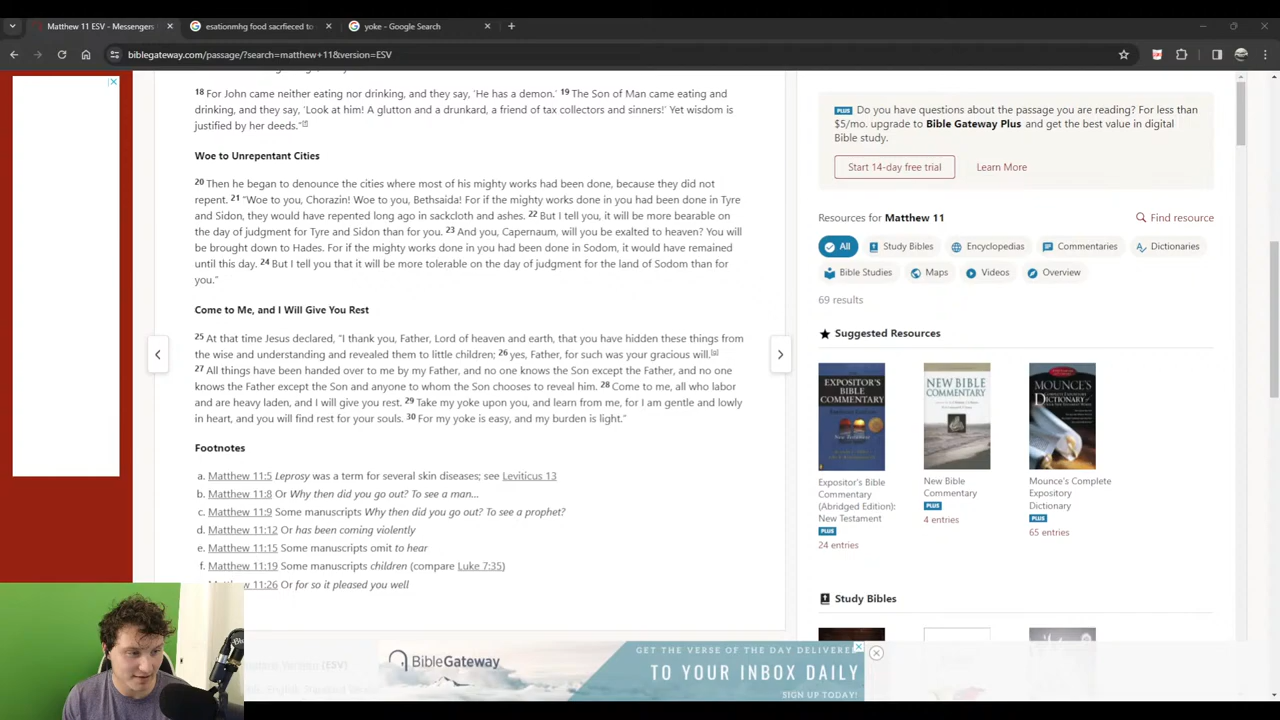 Matthew 11 ESV - Messengers
esationmhg food sacrfieced to
yoke - Google Search
biblegateway.com/passage/?search=matthew+11&version=ESV
18 For John came neither eating nor drinking, and they say, 'He has a demon.' 19 The Son of Man came eating and
drinking, and they say, 'Look at him! A glutton and a drunkard, a friend of tax collectors and sinners!' Yet wisdom is
justified by her deeds."[f]
Woe to Unrepentant Cities
20 Then he began to denounce the cities where most of his mighty works had been done, because they did not
repent. 21 "Woe to you, Chorazin! Woe to you, Bethsaida! For if the mighty works done in you had been done in Tyre
and Sidon, they would have repented long ago in sackcloth and ashes. 22 But I tell you, it will be more bearable on
the day of judgment for Tyre and Sidon than for you. 23 And you, Capernaum, will you be exalted to heaven? You will
be brought down to Hades. For if the mighty works done in you had been done in Sodom, it would have remained
until this day. 24 But I tell you that it will be more tolerable on the day of judgment for the land of Sodom than for
you."
Come to Me, and I Will Give You Rest
25 At that time Jesus declared, "I thank you, Father, Lord of heaven and earth, that you have hidden these things from
the wise and understanding and revealed them to little children; 26 yes, Father, for such was your gracious will.[g]
27 All things have been handed over to me by my Father, and no one knows the Son except the Father, and no one
knows the Father except the Son and anyone to whom the Son chooses to reveal him. 28 Come to me, all who labor
and are heavy laden, and I will give you rest. 29 Take my yoke upon you, and learn from me, for I am gentle and lowly
in heart, and you will find rest for your souls. 30 For my yoke is easy, and my burden is light."
Footnotes
a. Matthew 11:5 Leprosy was a term for several skin diseases; see Leviticus 13
b. Matthew 11:8 Or Why then did you go out? To see a man...
c. Matthew 11:9 Some manuscripts Why then did you go out? To see a prophet?
d. Matthew 11:12 Or has been coming violently
e. Matthew 11:15 Some manuscripts omit to hear
f. Matthew 11:19 Some manuscripts children (compare Luke 7:35)
Matthew 11:26 Or for so it pleased you well
PLUS Do you have questions about the passage you are reading? For less than
$5/mo. upgrade to Bible Gateway Plus and get the best value in digital
Bible study.
Start 14-day free trial Learn More
Resources for Matthew 11 Find resource
All Study Bibles Encyclopedias Commentaries Dictionaries
Bible Studies Maps Videos Overview
69 results
Suggested Resources
EXPOSITOR'S
BIBLE
COMMENTARY
NEW BIBLE
COMMENTARY
MOUNCE'S
DICTIONARY
Expositor's Bible
Commentary
(Abridged Edition):
New Testament
PLUS
24 entries
New Bible
Commentary
PLUS
4 entries
Mounce's Complete
Expository
Dictionary
PLUS
65 entries
Study Bibles
BibleGateway
GET THE VERSE OF THE DAY DELIVERED
TO YOUR INBOX DAILY
SIGN UP TODAY!